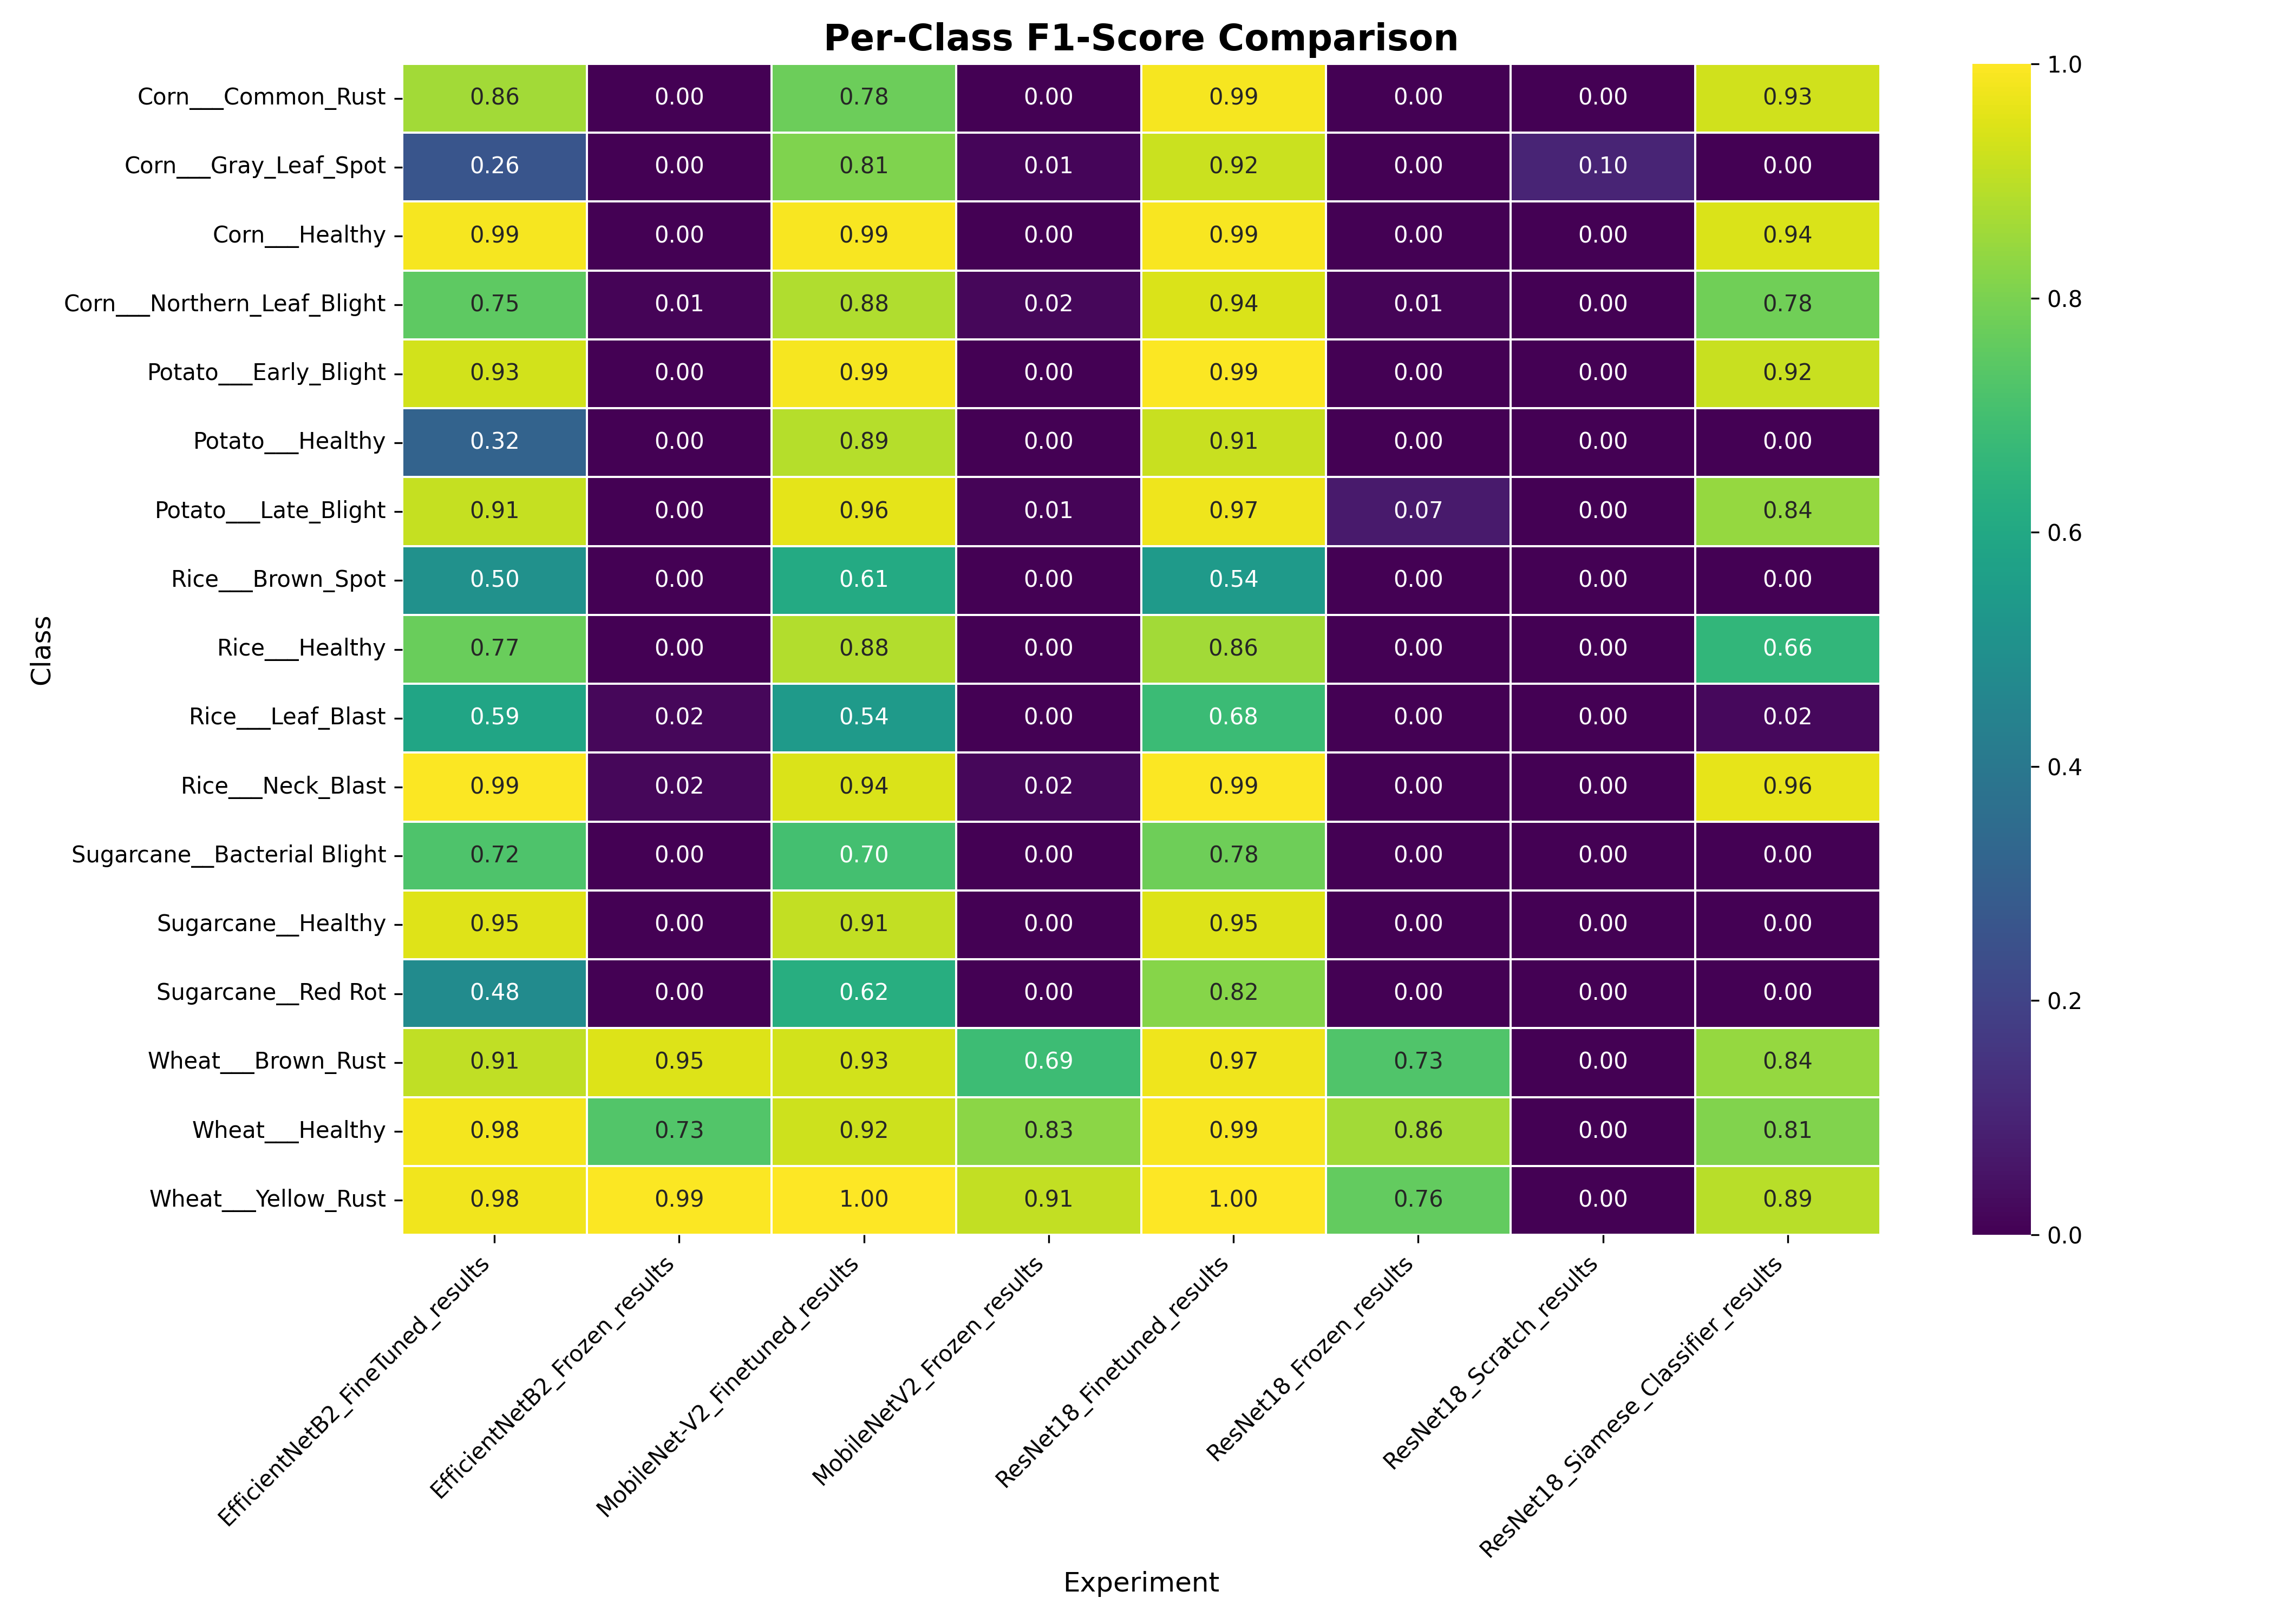 Per-Class F1-Score Comparison
Class
Corn___Common_Rust 0.86 0.00 0.78 0.00 0.99 0.00 0.00 0.93
Corn___Gray_Leaf_Spot 0.26 0.00 0.81 0.01 0.92 0.00 0.10 0.00
Corn___Healthy 0.99 0.00 0.99 0.00 0.99 0.00 0.00 0.94
Corn___Northern_Leaf_Blight 0.75 0.01 0.88 0.02 0.94 0.01 0.00 0.78
Potato___Early_Blight 0.93 0.00 0.99 0.00 0.99 0.00 0.00 0.92
Potato___Healthy 0.32 0.00 0.89 0.00 0.91 0.00 0.00 0.00
Potato___Late_Blight 0.91 0.00 0.96 0.01 0.97 0.07 0.00 0.84
Rice___Brown_Spot 0.50 0.00 0.61 0.00 0.54 0.00 0.00 0.00
Rice___Healthy 0.77 0.00 0.88 0.00 0.86 0.00 0.00 0.66
Rice___Leaf_Blast 0.59 0.02 0.54 0.00 0.68 0.00 0.00 0.02
Rice___Neck_Blast 0.99 0.02 0.94 0.02 0.99 0.00 0.00 0.96
Sugarcane__Bacterial Blight 0.72 0.00 0.70 0.00 0.78 0.00 0.00 0.00
Sugarcane__Healthy 0.95 0.00 0.91 0.00 0.95 0.00 0.00 0.00
Sugarcane__Red Rot 0.48 0.00 0.62 0.00 0.82 0.00 0.00 0.00
Wheat___Brown_Rust 0.91 0.95 0.93 0.69 0.97 0.73 0.00 0.84
Wheat___Healthy 0.98 0.73 0.92 0.83 0.99 0.86 0.00 0.81
Wheat___Yellow_Rust 0.98 0.99 1.00 0.91 1.00 0.76 0.00 0.89
EfficientNetB2_FineTuned_results
EfficientNetB2_Frozen_results
MobileNet-V2_Finetuned_results
MobileNetV2_Frozen_results
ResNet18_Finetuned_results
ResNet18_Frozen_results
ResNet18_Scratch_results
ResNet18_Siamese_Classifier_results
Experiment
1.0
0.8
0.6
0.4
0.2
0.0